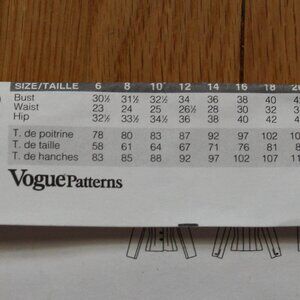 SIZE/TAILLE 6 8 10 12 14 16 18
Bust 30½ 31½ 32½ 34 36 38 40
Waist 23 24 25 26½ 28 30 32
Hip 32½ 33½ 34½ 36 38 40 42
T. de poitrine 78 80 83 87 92 97 102
T. de taille 58 61 64 67 71 76 81
T. de hanches 83 85 88 92 97 102 107
Vogue Patterns